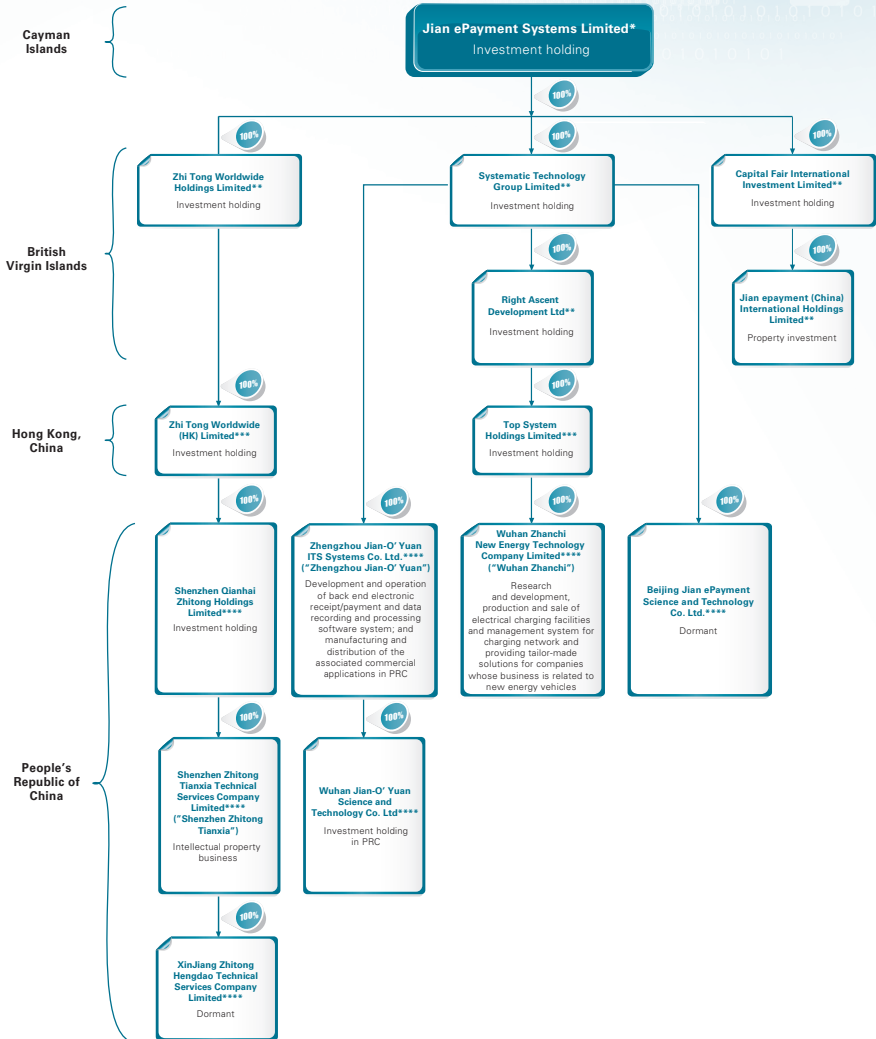 Cayman
Islands
Jian ePayment Systems Limited*
Investment holding
100%
100%
100%
100%
British
Virgin Islands
Zhi Tong Worldwide
Holdings Limited**
Investment holding
Systematic Technology
Group Limited**
Investment holding
Capital Fair International
Investment Limited**
Investment holding
100%
100%
Right Ascent
Development Ltd**
Investment holding
Jian epayment (China)
International Holdings
Limited**
Property investment
100%
100%
Hong Kong,
China
Zhi Tong Worldwide
(HK) Limited***
Investment holding
Top System
Holdings Limited***
Investment holding
100%
100%
100%
100%
People's
Republic of
China
Shenzhen Qianhai
Zhitong Holdings
Limited****
Investment holding
Zhengzhou Jian-O' Yuan
ITS Systems Co. Ltd.****
("Zhengzhou Jian-O' Yuan")
Development and operation
of back end electronic
receipt/payment and data
recording and processing
software system; and
manufacturing and
distribution of the
associated commercial
applications in PRC
Wuhan Zhanchi
New Energy Technology
Company Limited****
("Wuhan Zhanchi")
Research
and development,
production and sale of
electrical charging facilities
and management system for
charging network and
providing tailor-made
solutions for companies
whose business is related to
new energy vehicles
Beijing Jian ePayment
Science and Technology
Co. Ltd.****
Dormant
100%
100%
Shenzhen Zhitong
Tianxia Technical
Services Company
Limited****
("Shenzhen Zhitong
Tianxia")
Intellectual property
business
Wuhan Jian-O' Yuan
Science and
Technology Co. Ltd****
Investment holding
in PRC
100%
XinJiang Zhitong
Hengdao Technical
Services Company
Limited****
Dormant